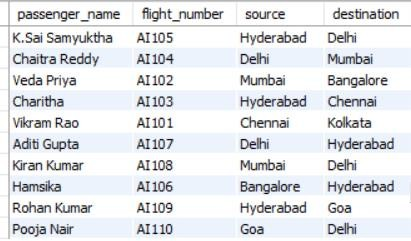 passenger_name flight_number source destination
K.Sai Samyuktha AI105 Hyderabad Delhi
Chaitra Reddy AI104 Delhi Mumbai
Veda Priya AI102 Mumbai Bangalore
Charitha AI103 Hyderabad Chennai
Vikram Rao AI101 Chennai Kolkata
Aditi Gupta AI107 Delhi Hyderabad
Kiran Kumar AI108 Mumbai Delhi
Hamsika AI106 Bangalore Hyderabad
Rohan Kumar AI109 Hyderabad Goa
Pooja Nair AI110 Goa Delhi